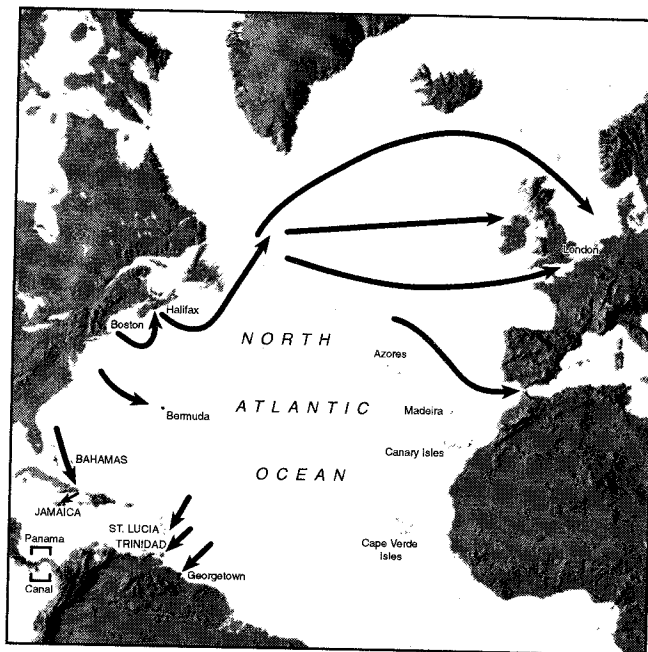 London
Halifax
Boston
NORTH
Azores
ATLANTIC
Bermuda
Madeira
Canary Isles
BAHAMAS
OCEAN
JAMAICA
ST. LUCIA
TRINIDAD
Panama
Canal
Cape Verde
Isles
Georgetown